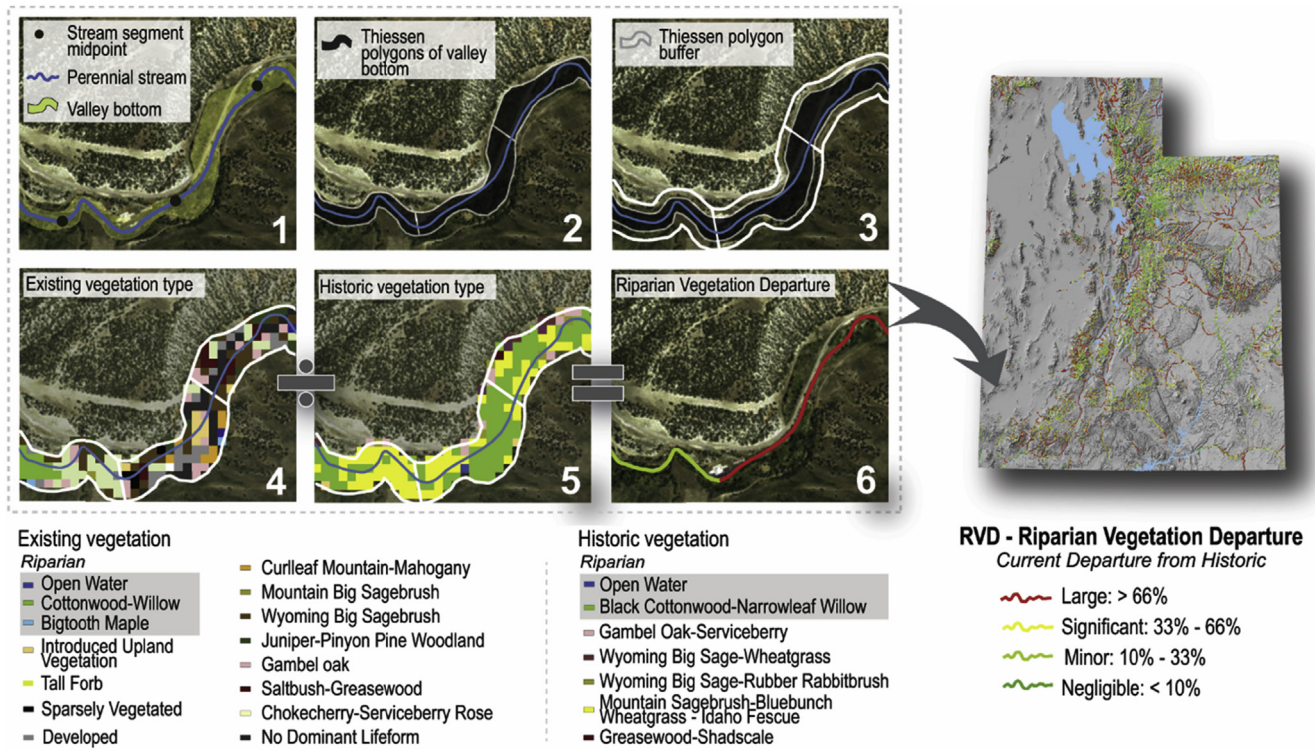 Stream segment
midpoint
Perennial stream
Valley bottom
1
Thiessen
polygons of valley
bottom
2
Thiessen polygon
buffer
3
Existing vegetation type
4
Historic vegetation type
5
Riparian Vegetation Departure
6
Existing vegetation
Riparian
Open Water
Cottonwood-Willow
Bigtooth Maple
Introduced Upland
Vegetation
Tall Forb
Sparsely Vegetated
Developed
Curlleaf Mountain-Mahogany
Mountain Big Sagebrush
Wyoming Big Sagebrush
Juniper-Pinyon Pine Woodland
Gambel oak
Saltbush-Greasewood
Chokecherry-Serviceberry Rose
No Dominant Lifeform
Historic vegetation
Riparian
Open Water
Black Cottonwood-Narrowleaf Willow
Gambel Oak-Serviceberry
Wyoming Big Sage-Wheatgrass
Wyoming Big Sage-Rubber Rabbitbrush
Mountain Sagebrush-Bluebunch
Wheatgrass - Idaho Fescue
Greasewood-Shadscale
RVD - Riparian Vegetation Departure
Current Departure from Historic
Large: > 66%
Significant: 33% - 66%
Minor: 10% - 33%
Negligible: < 10%